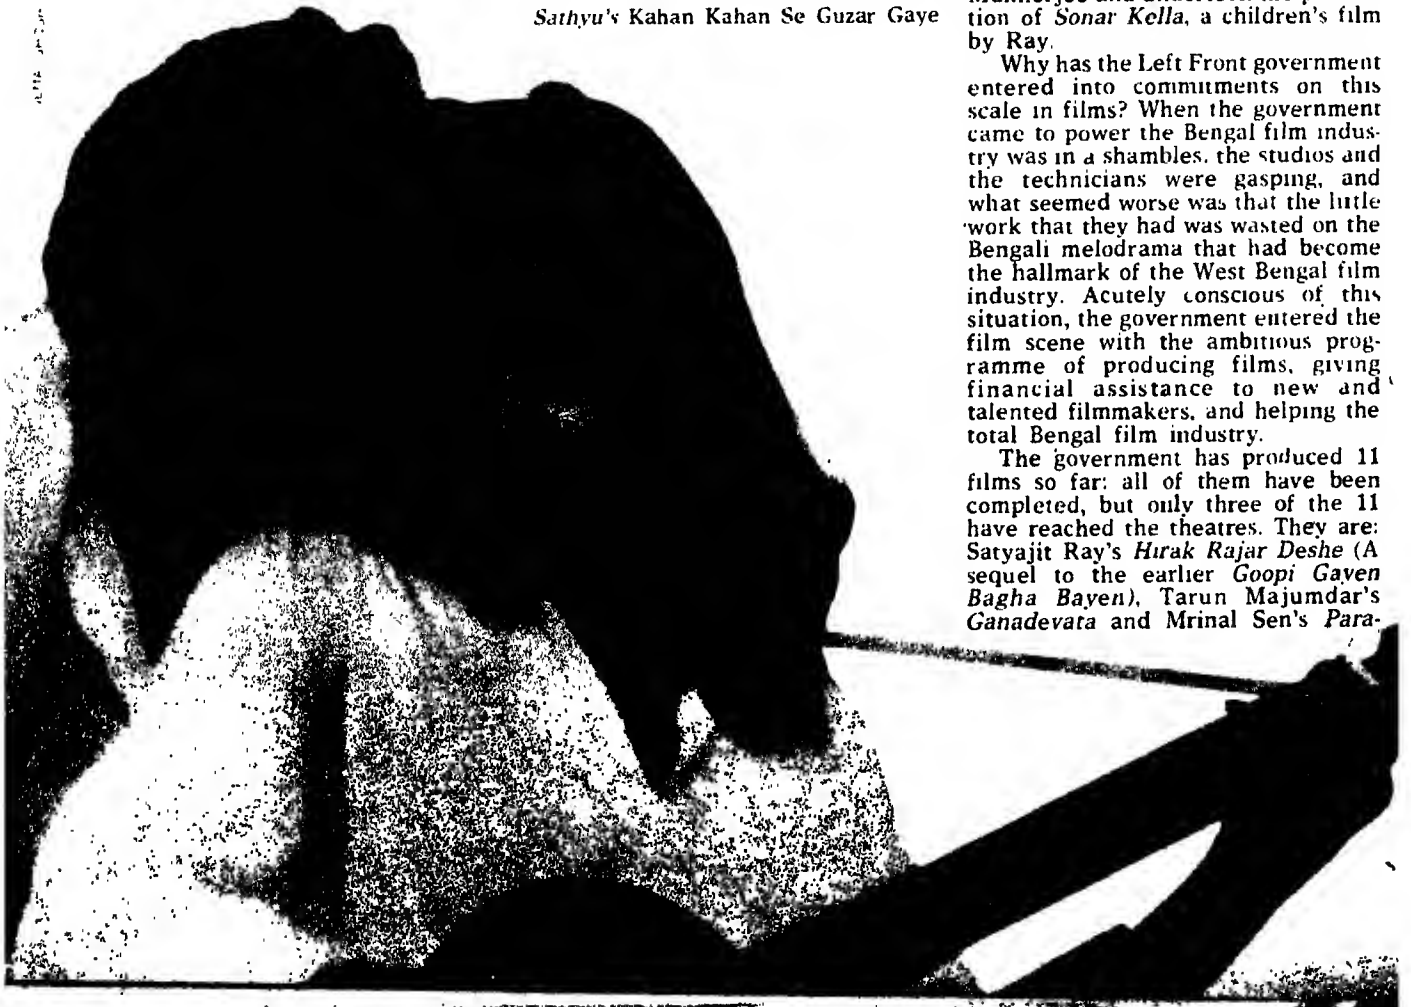 Sathyu's Kahan Kahan Se Guzar Gaye
tion of Sonar Kella, a children's film
by Ray.
Why has the Left Front government
entered into commitments on this
scale in films? When the government
came to power the Bengal film indus-
try was in a shambles. the studios and
the technicians were gasping, and
what seemed worse was that the little
work that they had was wasted on the
Bengali melodrama that had become
the hallmark of the West Bengal film
industry. Acutely conscious of this
situation, the government entered the
film scene with the ambitious prog-
ramme of producing films, giving
financial assistance to new and
talented filmmakers, and helping the
total Bengal film industry.
The government has produced 11
films so far: all of them have been
completed, but only three of the 11
have reached the theatres. They are:
Satyajit Ray's Hirak Rajar Deshe (A
sequel to the earlier Goopi Gayen
Bagha Bayen), Tarun Majumdar's
Ganadevata and Mrinal Sen's Para-